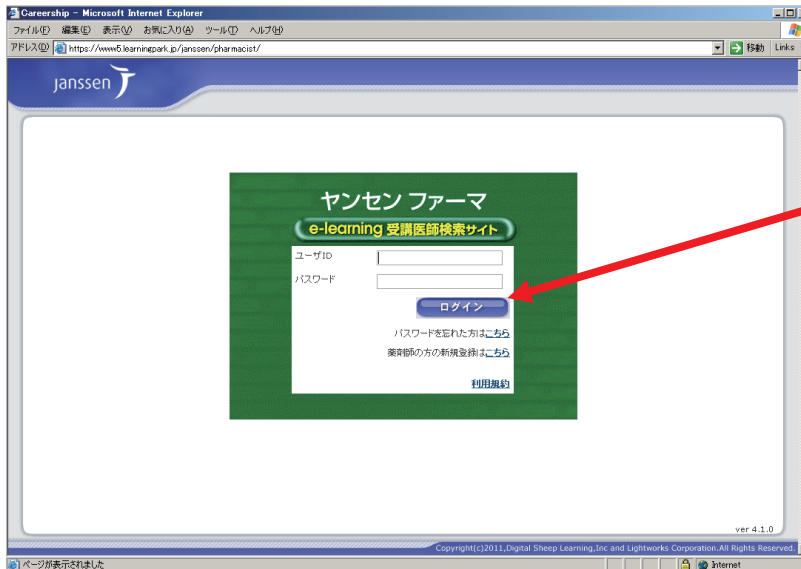 Careership - Microsoft Internet Explorer
ファイル(F) 編集(E) 表示(V) お気に入り(A) ツール(T) ヘルプ(H)
アドレス(D) https://www5.learningpark.jp/janssen/pharmacist/ 移動 Links
janssen
ヤンセン ファーマ
e-learning 受講医師検索サイト
ユーザID
パスワード
ログイン
パスワードを忘れた方はこちら
薬剤師の方の新規登録はこちら
利用規約
ver 4.1.0
Copyright(c)2011,Digital Sheep Learning,Inc and Lightworks Corporation.All Rights Reserved.
ページが表示されました Internet